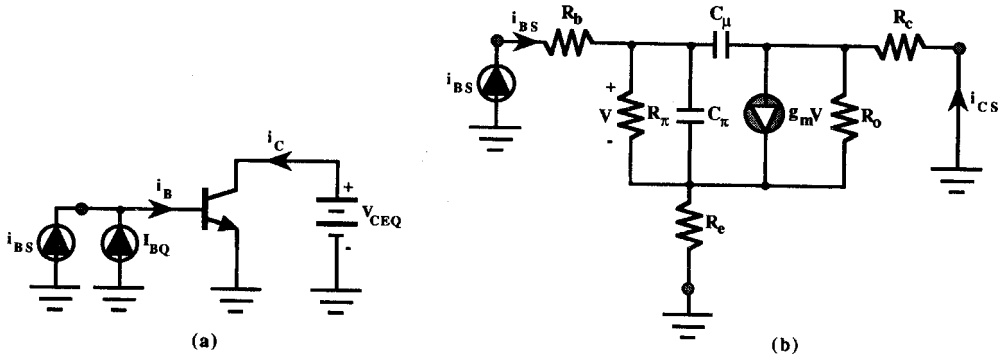 i_BS
i_BS
R_b
C_μ
R_c
+
V
-
R_π
C_π
g_mV
R_o
i_CS
R_e
(b)
i_C
i_B
i_BS
I_BQ
+
V_CEQ
-
(a)